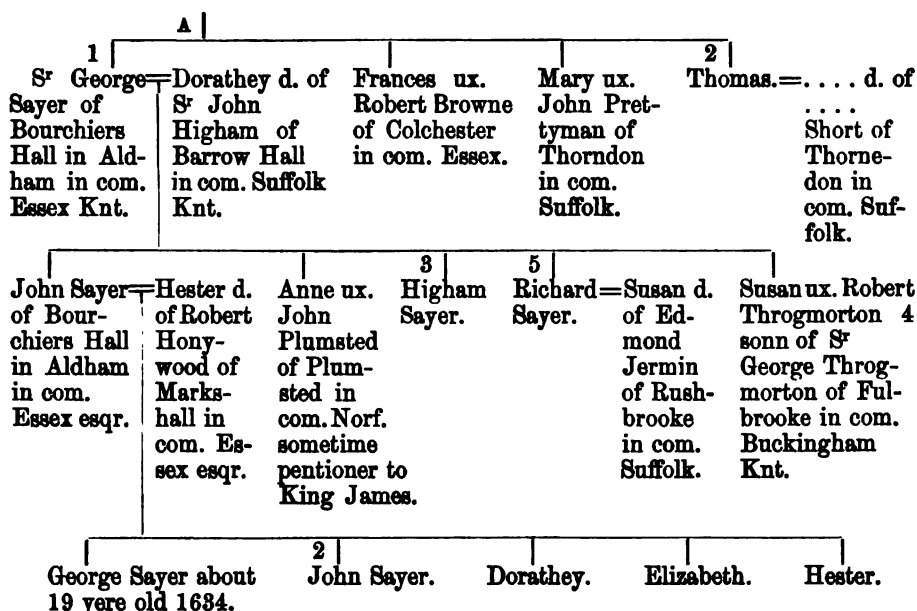 A
1 2
Sr George=Dorathey d. of Frances ux. Mary ux. Thomas.=.... d. of
Sayer of Sr John Robert Browne John Pret- ....
Bourchiers Higham of of Colchester tyman of Short of
Hall in Ald- Barrow Hall in com. Essex. Thorndon Thorne-
ham in com. in com. Suffolk in com. don in
Essex Knt. Knt. Suffolk. com. Suf-
folk.
3 5
John Sayer=Hester d. Anne ux. Higham Richard=Susan d. Susan ux. Robert
of Bour- of Robert John Sayer. Sayer. of Ed- Throgmorton 4
chiers Hall Hony- Plumsted mond sonn of Sr
in Aldham wood of of Plum- Jermin George Throg-
in com. Marks- sted in of Rush- morton of Ful-
Essex esqr. hall in com. Norf. brooke brooke in com.
com. Es- sometime in com. Buckingham
sex esqr. pentioner to Suffolk. Knt.
King James.
2
George Sayer about John Sayer. Dorathey. Elizabeth. Hester.
19 yere old 1634.